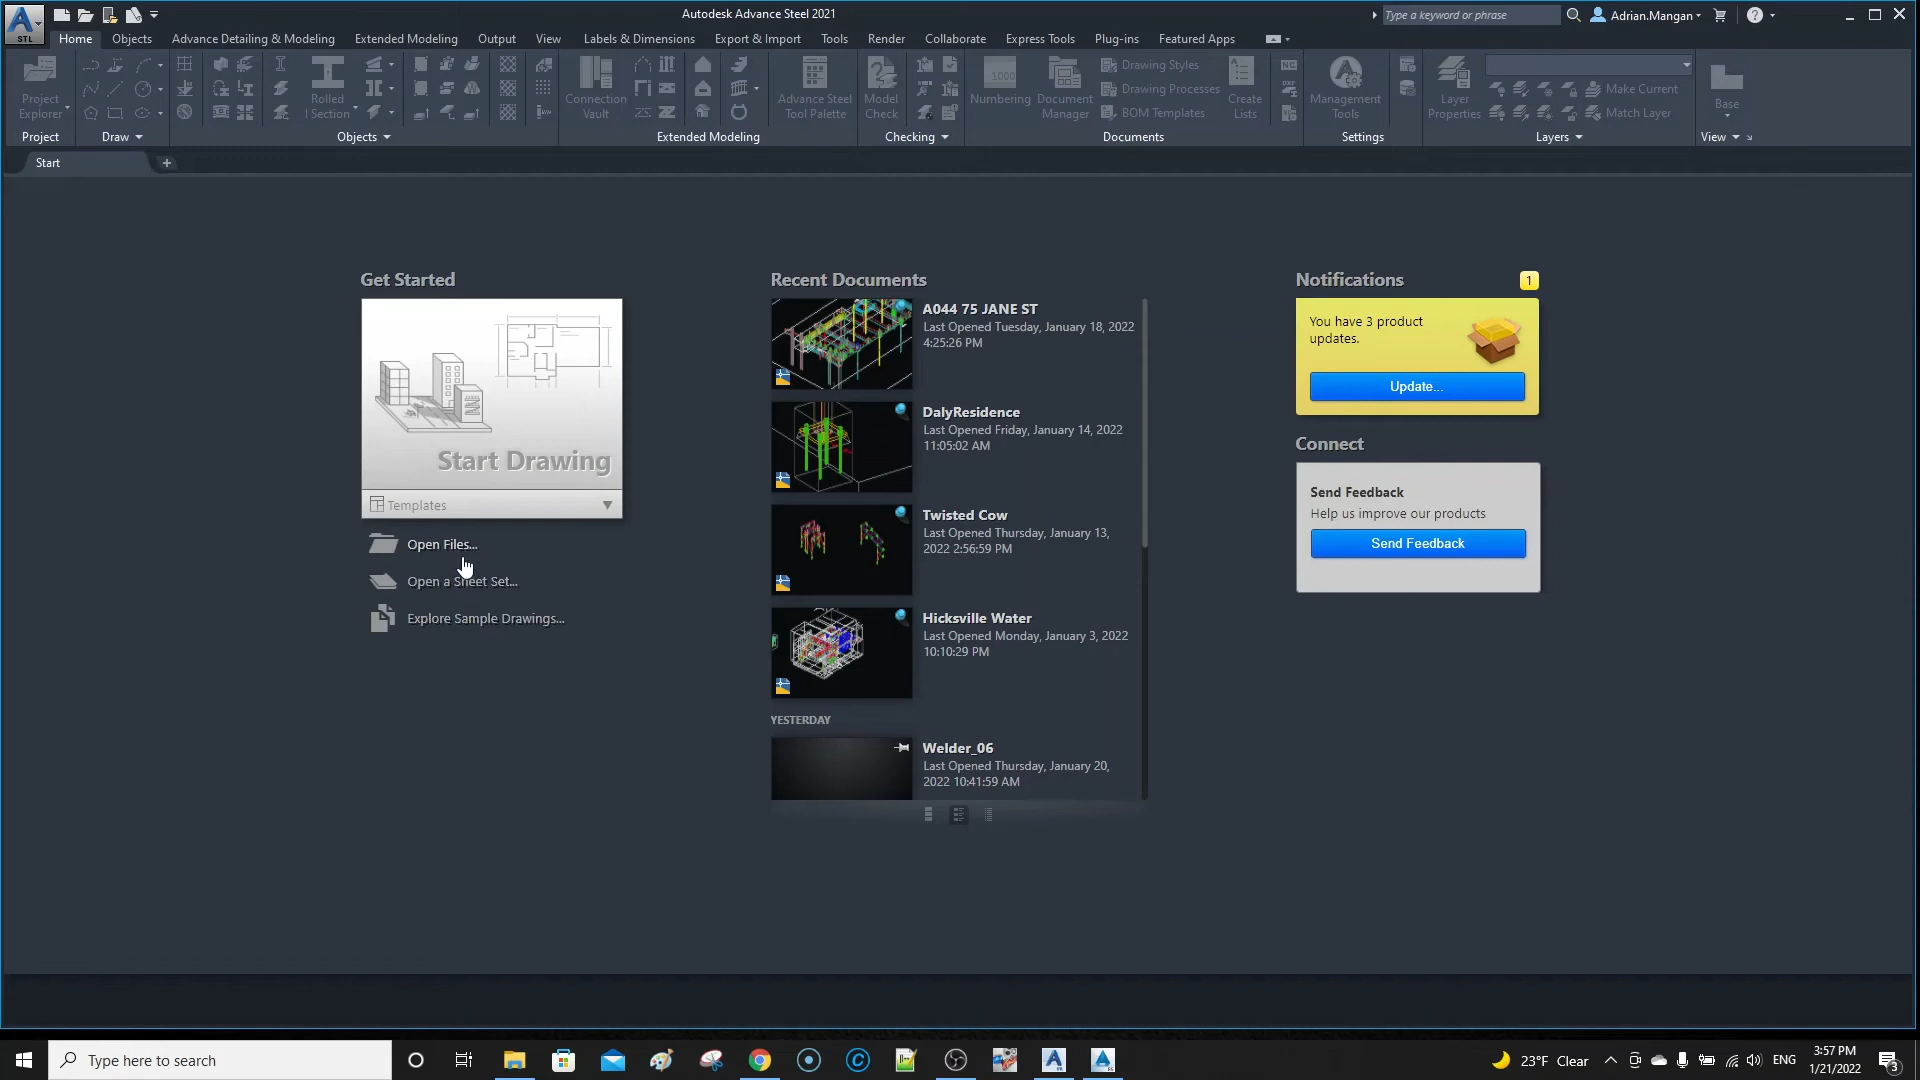 Autodesk Advance Steel 2021
Type a keyword or phrase
Adrian.Mangan
STL
Home
Objects
Advance Detailing & Modeling
Extended Modeling
Output
View
Labels & Dimensions
Export & Import
Tools
Render
Collaborate
Express Tools
Plug-ins
Featured Apps
Project
Explorer
Rolled
I Section
Connection
Vault
Advance Steel
Tool Palette
Model
Check
1000
Numbering
Document
Manager
Drawing Styles
Drawing Processes
BOM Templates
Create
Lists
Management
Tools
Layer
Properties
Make Current
Match Layer
Base
Project
Draw
Objects
Extended Modeling
Checking
Documents
Settings
Layers
View
Start
Get Started
Start Drawing
Templates
Open Files...
Open a Sheet Set...
Explore Sample Drawings...
Recent Documents
A044 75 JANE ST
Last Opened Tuesday, January 18, 2022
4:25:26 PM
DalyResidence
Last Opened Friday, January 14, 2022
11:05:02 AM
Twisted Cow
Last Opened Thursday, January 13,
2022 2:56:59 PM
Hicksville Water
Last Opened Monday, January 3, 2022
10:10:29 PM
YESTERDAY
Welder_06
Last Opened Thursday, January 20,
2022 10:41:59 AM
Notifications
1
You have 3 product
updates.
Update...
Connect
Send Feedback
Help us improve our products
Send Feedback
Type here to search
23°F Clear
ENG
3:57 PM
1/21/2022
3